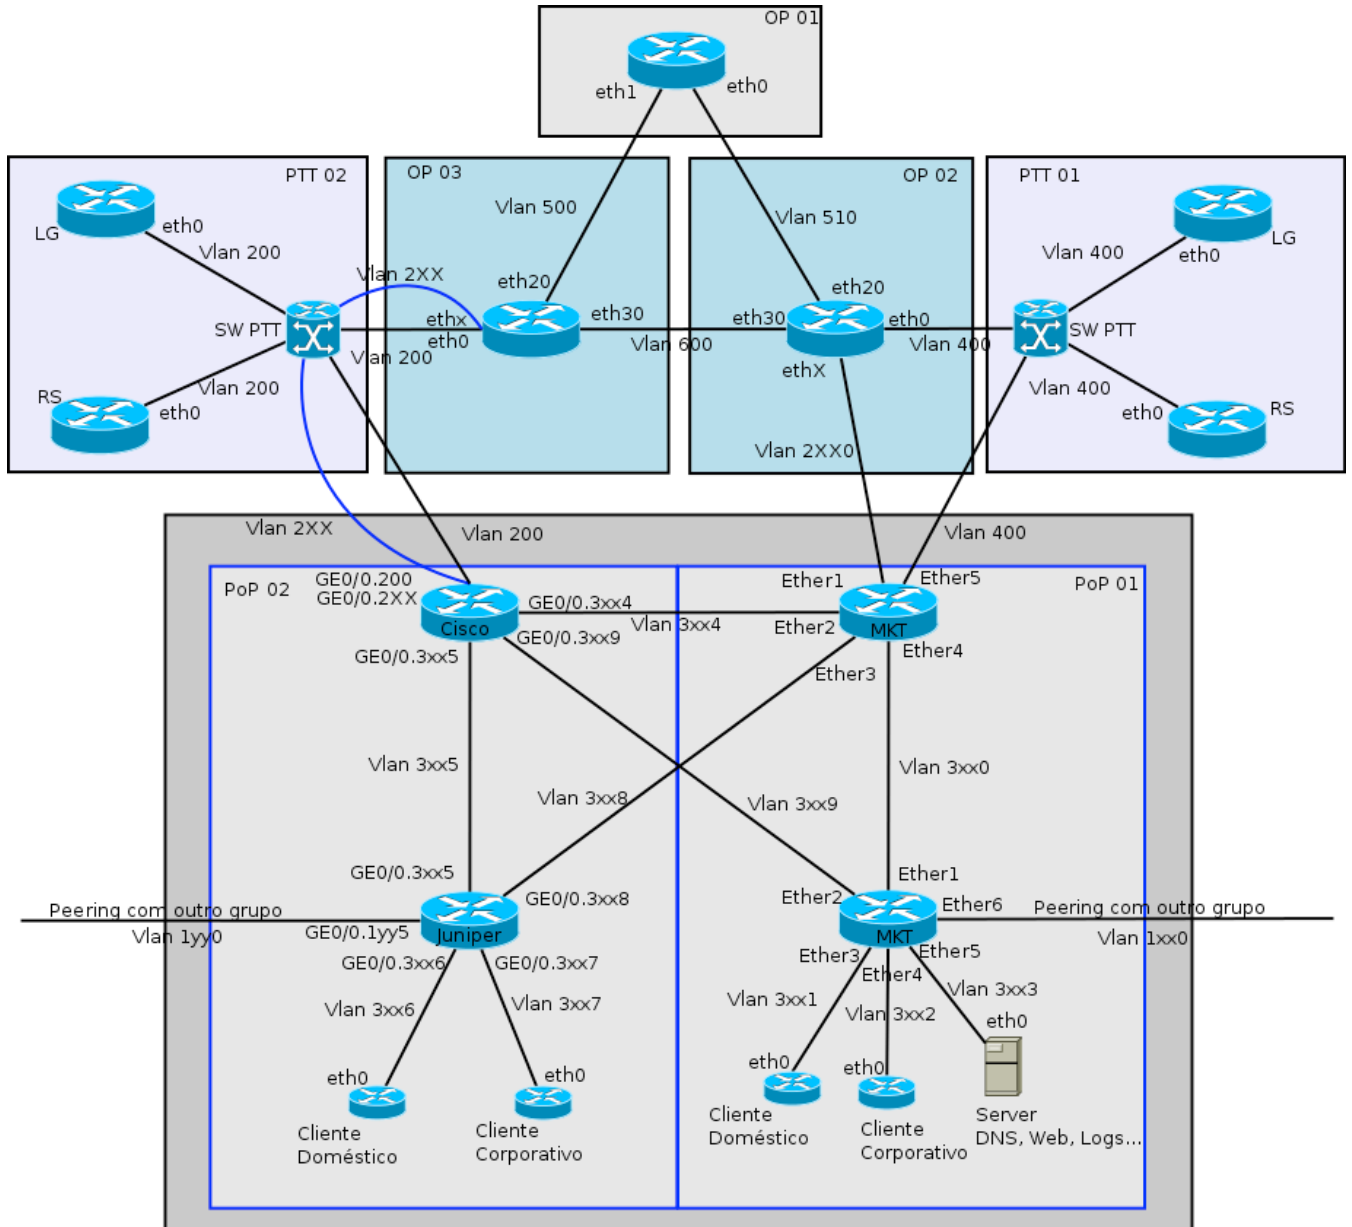 OP 01
eth1
eth0
PTT 02
LG
eth0
Vlan 200
Vlan 2XX
SW PTT
Vlan 200
RS
eth0
Vlan 200
OP 03
Vlan 500
eth20
ethx
eth0
eth30
Vlan 600
OP 02
Vlan 510
eth20
eth30
eth0
ethX
Vlan 400
Vlan 2XX0
PTT 01
Vlan 400
LG
eth0
SW PTT
Vlan 400
RS
eth0
Vlan 2XX
Vlan 200
Vlan 400
PoP 02
GE0/0.200
GE0/0.2XX
Cisco
GE0/0.3xx4
GE0/0.3xx9
GE0/0.3xx5
Vlan 3xx4
PoP 01
Ether1
Ether5
Ether2
MKT
Ether4
Ether3
Vlan 3xx5
Vlan 3xx8
Vlan 3xx9
Vlan 3xx0
GE0/0.3xx5
GE0/0.3xx8
Peering com outro grupo
Vlan 1yy0
GE0/0.1yy5
Juniper
GE0/0.3xx6
GE0/0.3xx7
Vlan 3xx6
Vlan 3xx7
eth0
eth0
Cliente
Doméstico
Cliente
Corporativo
Ether1
Ether2
Ether6
MKT
Peering com outro grupo
Vlan 1xx0
Ether3
Ether4
Ether5
Vlan 3xx1
Vlan 3xx2
Vlan 3xx3
eth0
eth0
eth0
Cliente
Doméstico
Cliente
Corporativo
Server
DNS, Web, Logs...